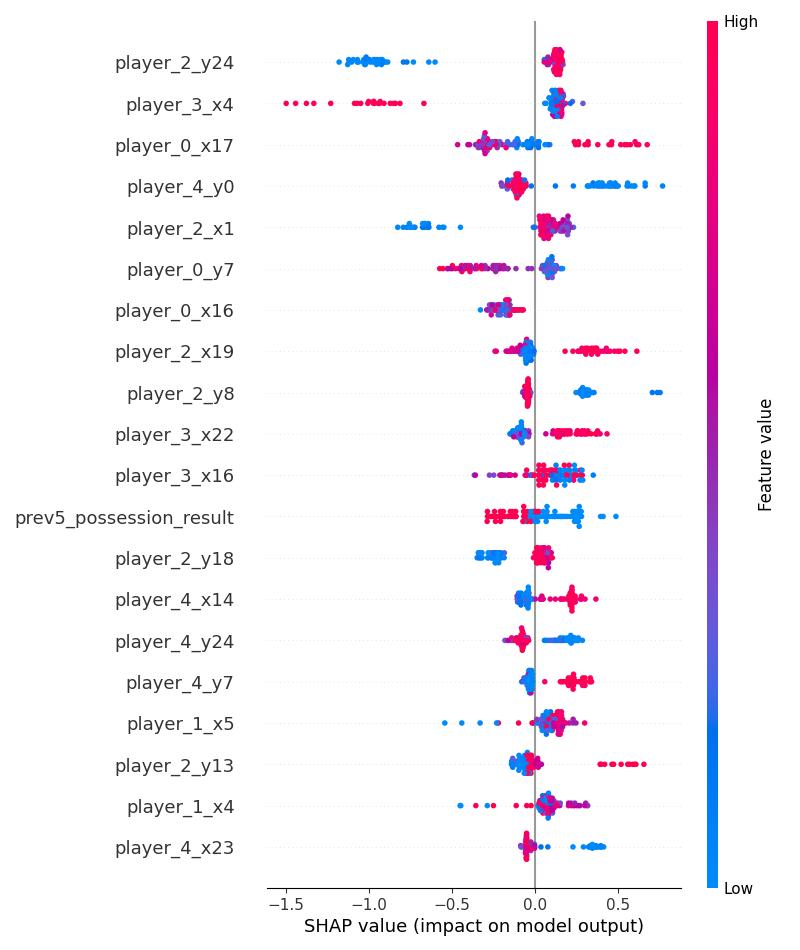 High
player_2_y24
player_3_x4
player_0_x17
player_4_y0
player_2_x1
player_0_y7
player_0_x16
player_2_x19
player_2_y8
player_3_x22
player_3_x16
prev5_possession_result
player_2_y18
player_4_x14
player_4_y24
player_4_y7
player_1_x5
player_2_y13
player_1_x4
player_4_x23
Feature value
Low
−1.5 −1.0 −0.5 0.0 0.5
SHAP value (impact on model output)